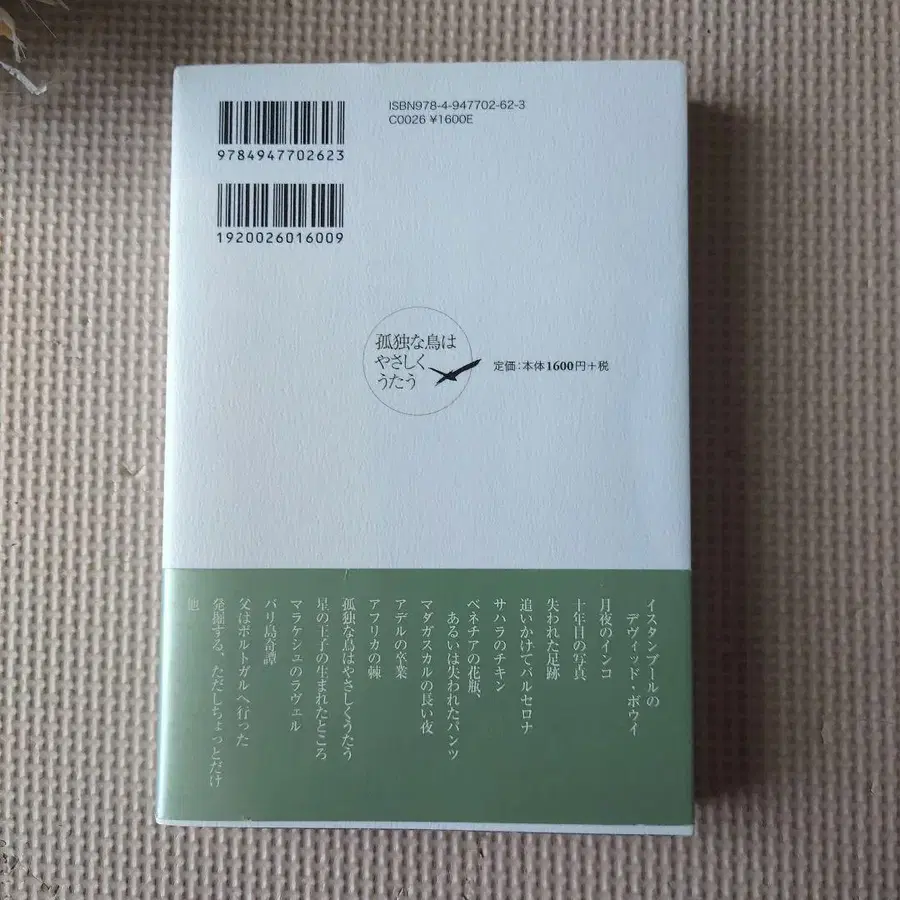 ISBN978-4-947702-62-3
C0026 ¥1600E
9784947702623
1920026016009
孤独な鳥は
やさしく
うたう
定価：本体1600円+税
イスタンブールの
デヴィッド・ボウイ
月夜のインコ
十年目の写真
失われた足跡
追いかけてバルセロナ
サハラのチキン
ベネチアの花瓶、
あるいは失われたパンツ
マダガスカルの長い夜
アデルの卒業
アフリカの棘
孤独な鳥はやさしくうたう
星の王子の生まれたところ
マラケシュのラヴェル
バリ島奇譚
父はポルトガルへ行った
発掘する、ただしちょっとだけ
他